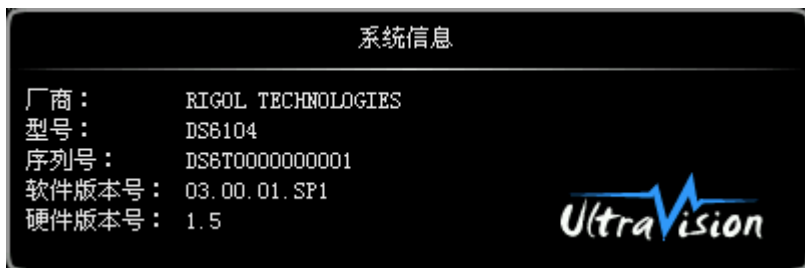 系统信息
厂商： RIGOL TECHNOLOGIES
型号： DS6104
序列号： DS6T0000000001
软件版本号： 03.00.01.SP1
硬件版本号： 1.5
UltraVision